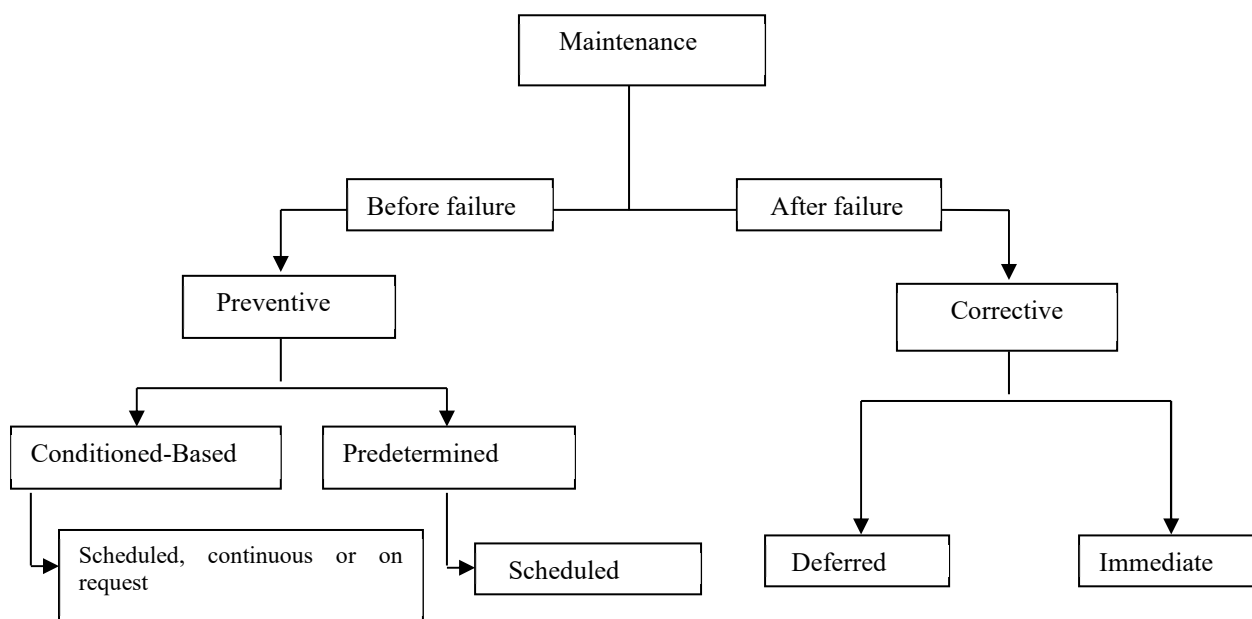 Maintenance
Before failure
After failure
Preventive
Corrective
Conditioned-Based
Predetermined
Scheduled, continuous or on
request
Scheduled
Deferred
Immediate